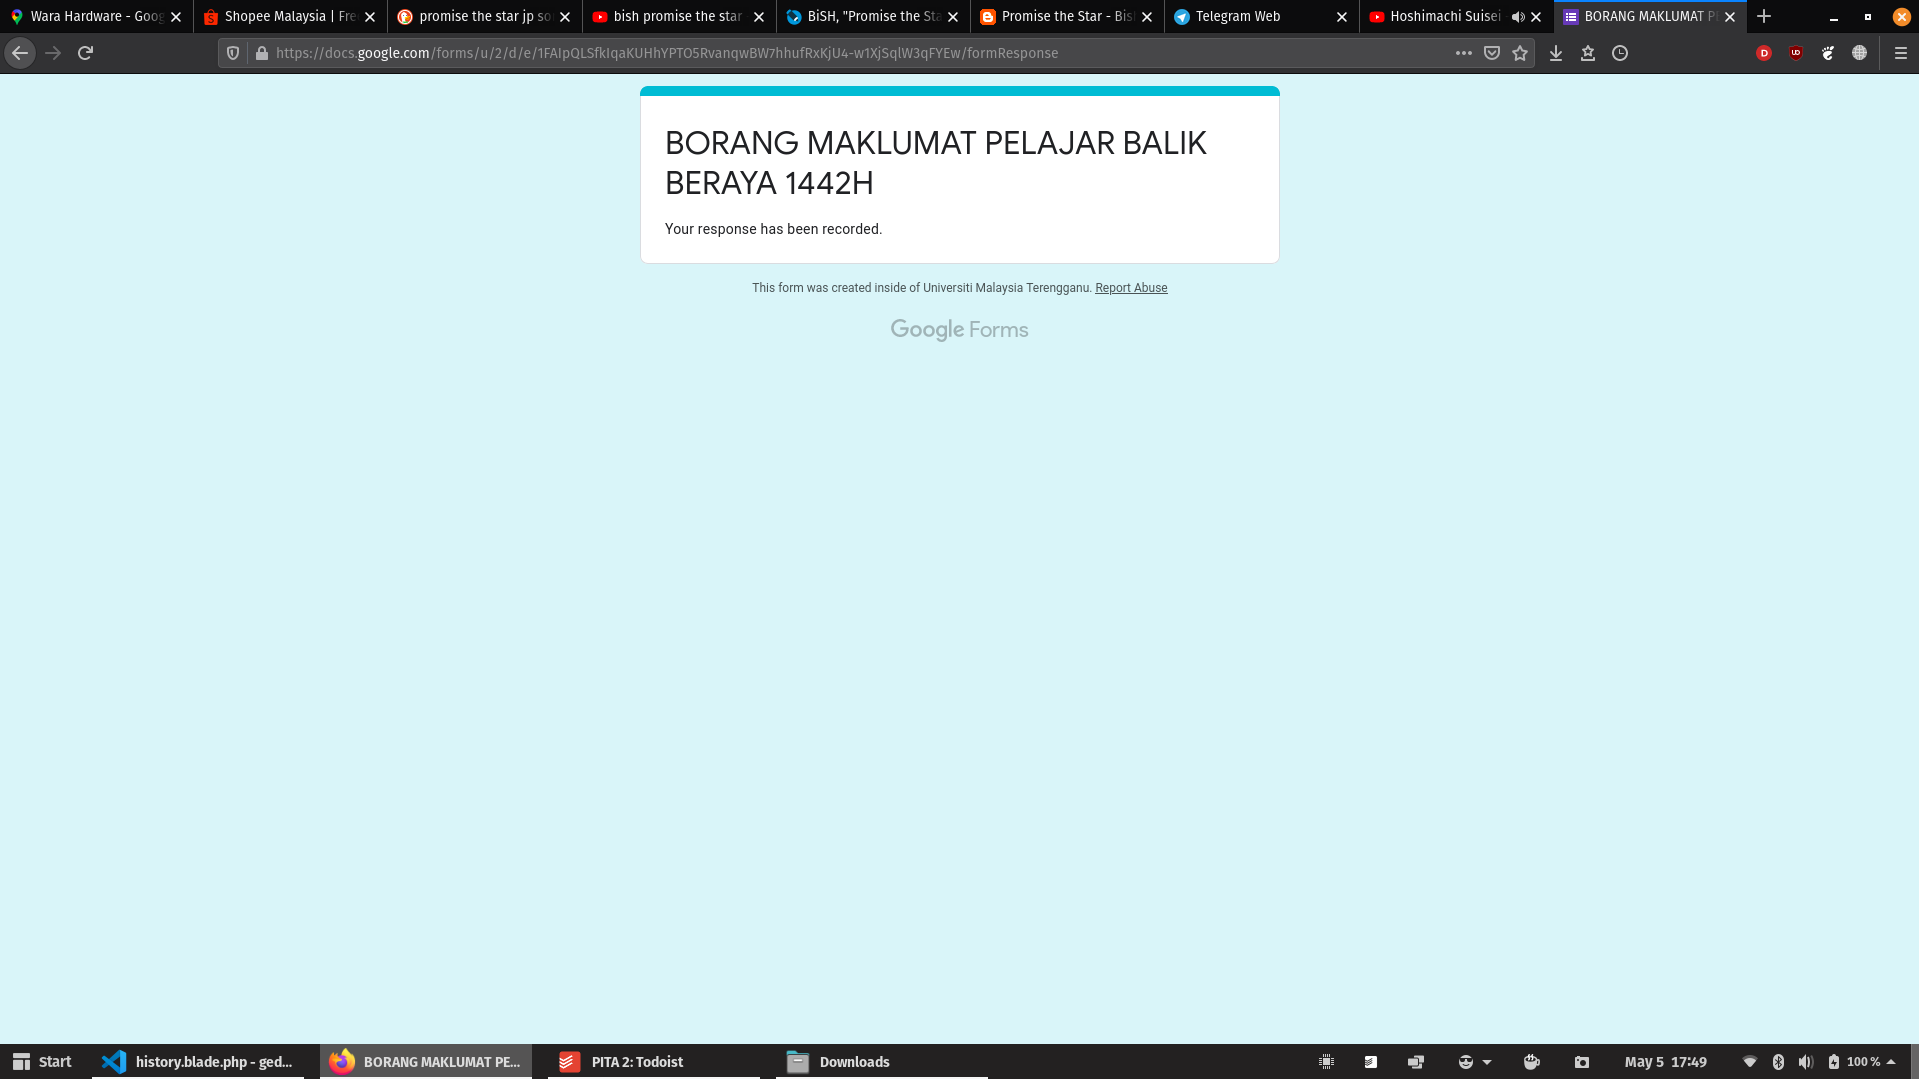 Wara Hardware - Goog
Shopee Malaysia | Fre
promise the star jp so
bish promise the star
BiSH, "Promise the Sta
Promise the Star - Bis
Telegram Web
Hoshimachi Suisei
BORANG MAKLUMAT PE
https://docs.google.com/forms/u/2/d/e/1FAIpQLSfkIqaKUHhYPTO5RvanqwBW7hhufRxKjU4-w1XjSqlW3qFYEw/formResponse
BORANG MAKLUMAT PELAJAR BALIK
BERAYA 1442H
Your response has been recorded.
This form was created inside of Universiti Malaysia Terengganu. Report Abuse
Google Forms
Start
history.blade.php - ged...
BORANG MAKLUMAT PE...
PITA 2: Todoist
Downloads
May 5 17:49
100 %